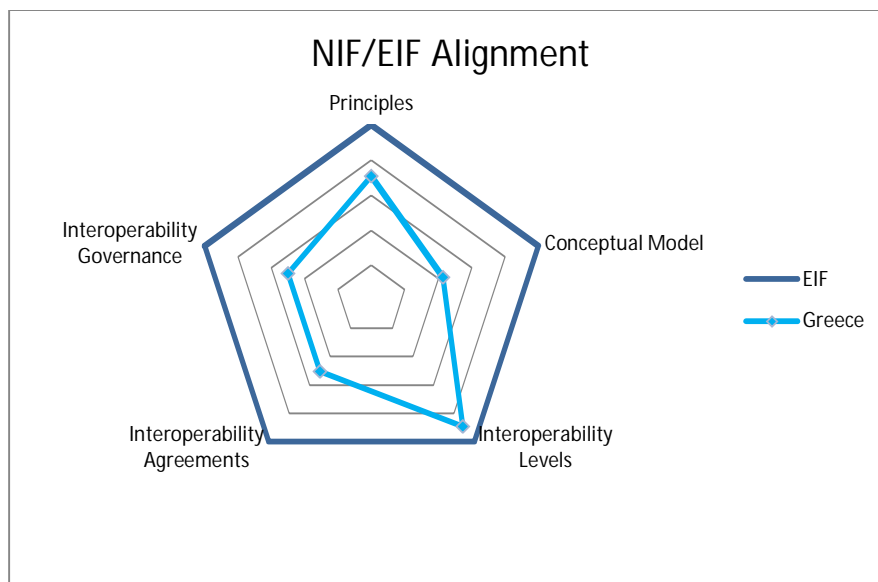 NIF/EIF Alignment
Principles
Interoperability
Governance
Conceptual Model
EIF
Greece
Interoperability
Agreements
Interoperability
Levels